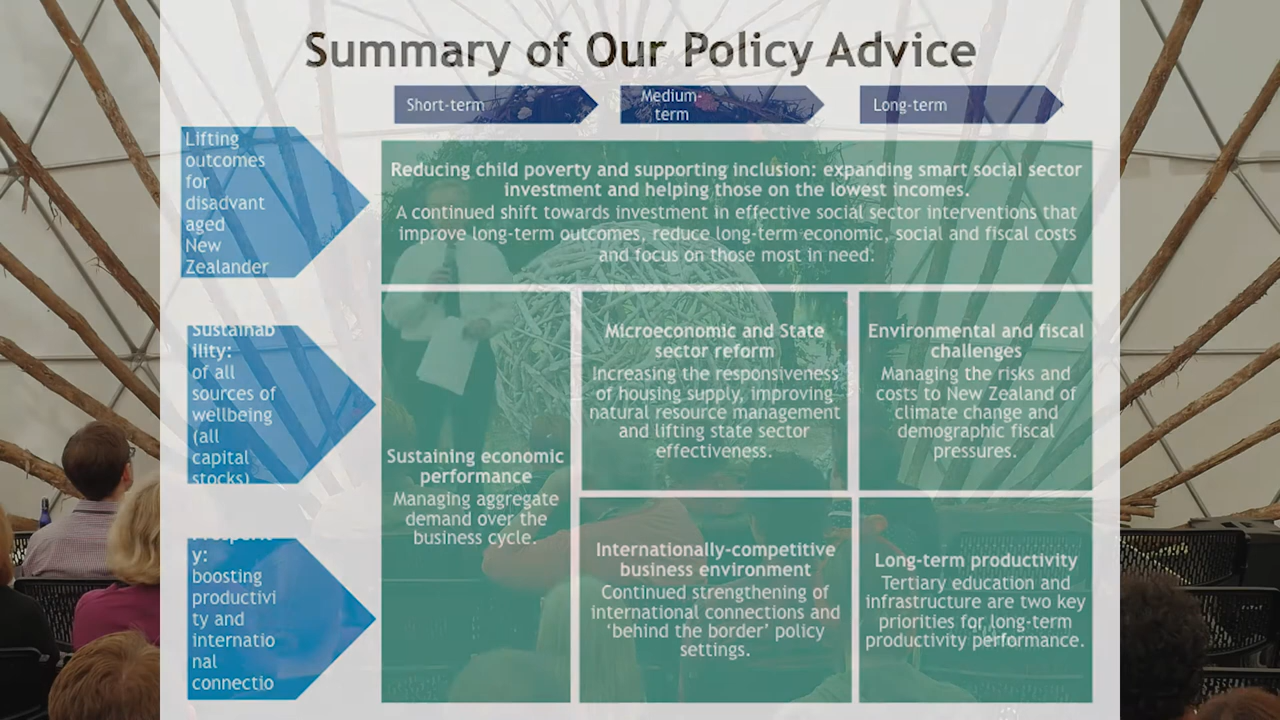 Summary of Our Policy Advice
Short-term
Medium-
term
Long-term
Lifting
outcomes
for
disadvant
aged
New
Zealander
Reducing child poverty and supporting inclusion: expanding smart social sector
investment and helping those on the lowest incomes.
A continued shift towards investment in effective social sector interventions that
improve long-term outcomes, reduce long-term economic, social and fiscal costs
and focus on those most in need.
Sustainab
ility:
of all
sources of
wellbeing
(all
capital
stocks)
Sustaining economic
performance
Managing aggregate
demand over the
business cycle.
Microeconomic and State
sector reform
Increasing the responsiveness
of housing supply, improving
natural resource management
and lifting state sector
effectiveness.
Environmental and fiscal
challenges
Managing the risks and
costs to New Zealand of
climate change and
demographic fiscal
pressures.
y:
boosting
productivi
ty and
internatio
nal
connectio
Internationally-competitive
business environment
Continued strengthening of
international connections and
‘behind the border’ policy
settings.
Long-term productivity
Tertiary education and
infrastructure are two key
priorities for long-term
productivity performance.